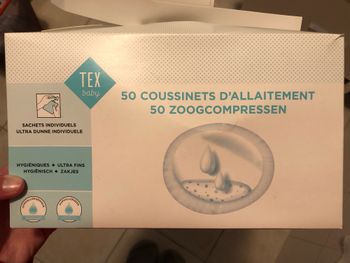 TEX
baby
50 COUSSINETS D'ALLAITEMENT
50 ZOOGCOMPRESSEN
SACHETS INDIVIDUELS
ULTRA DUNNE INDIVIDUELE
HYGIÉNIQUES + ULTRA FINS
HYGIËNISCH + ZAKJES